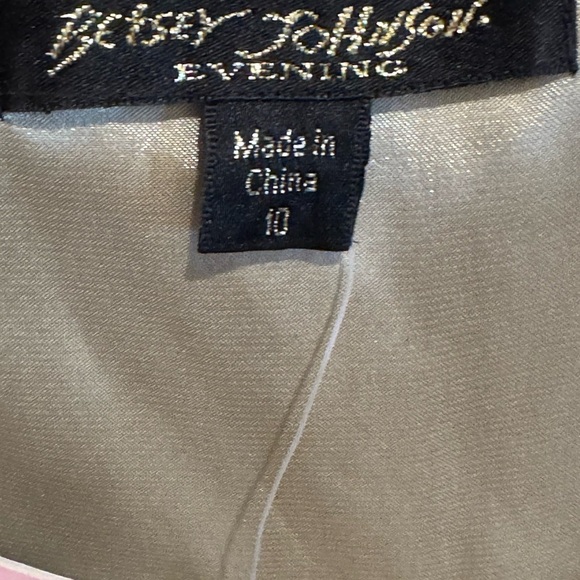 Betsey Johnson.
EVENING
Made in
China
10